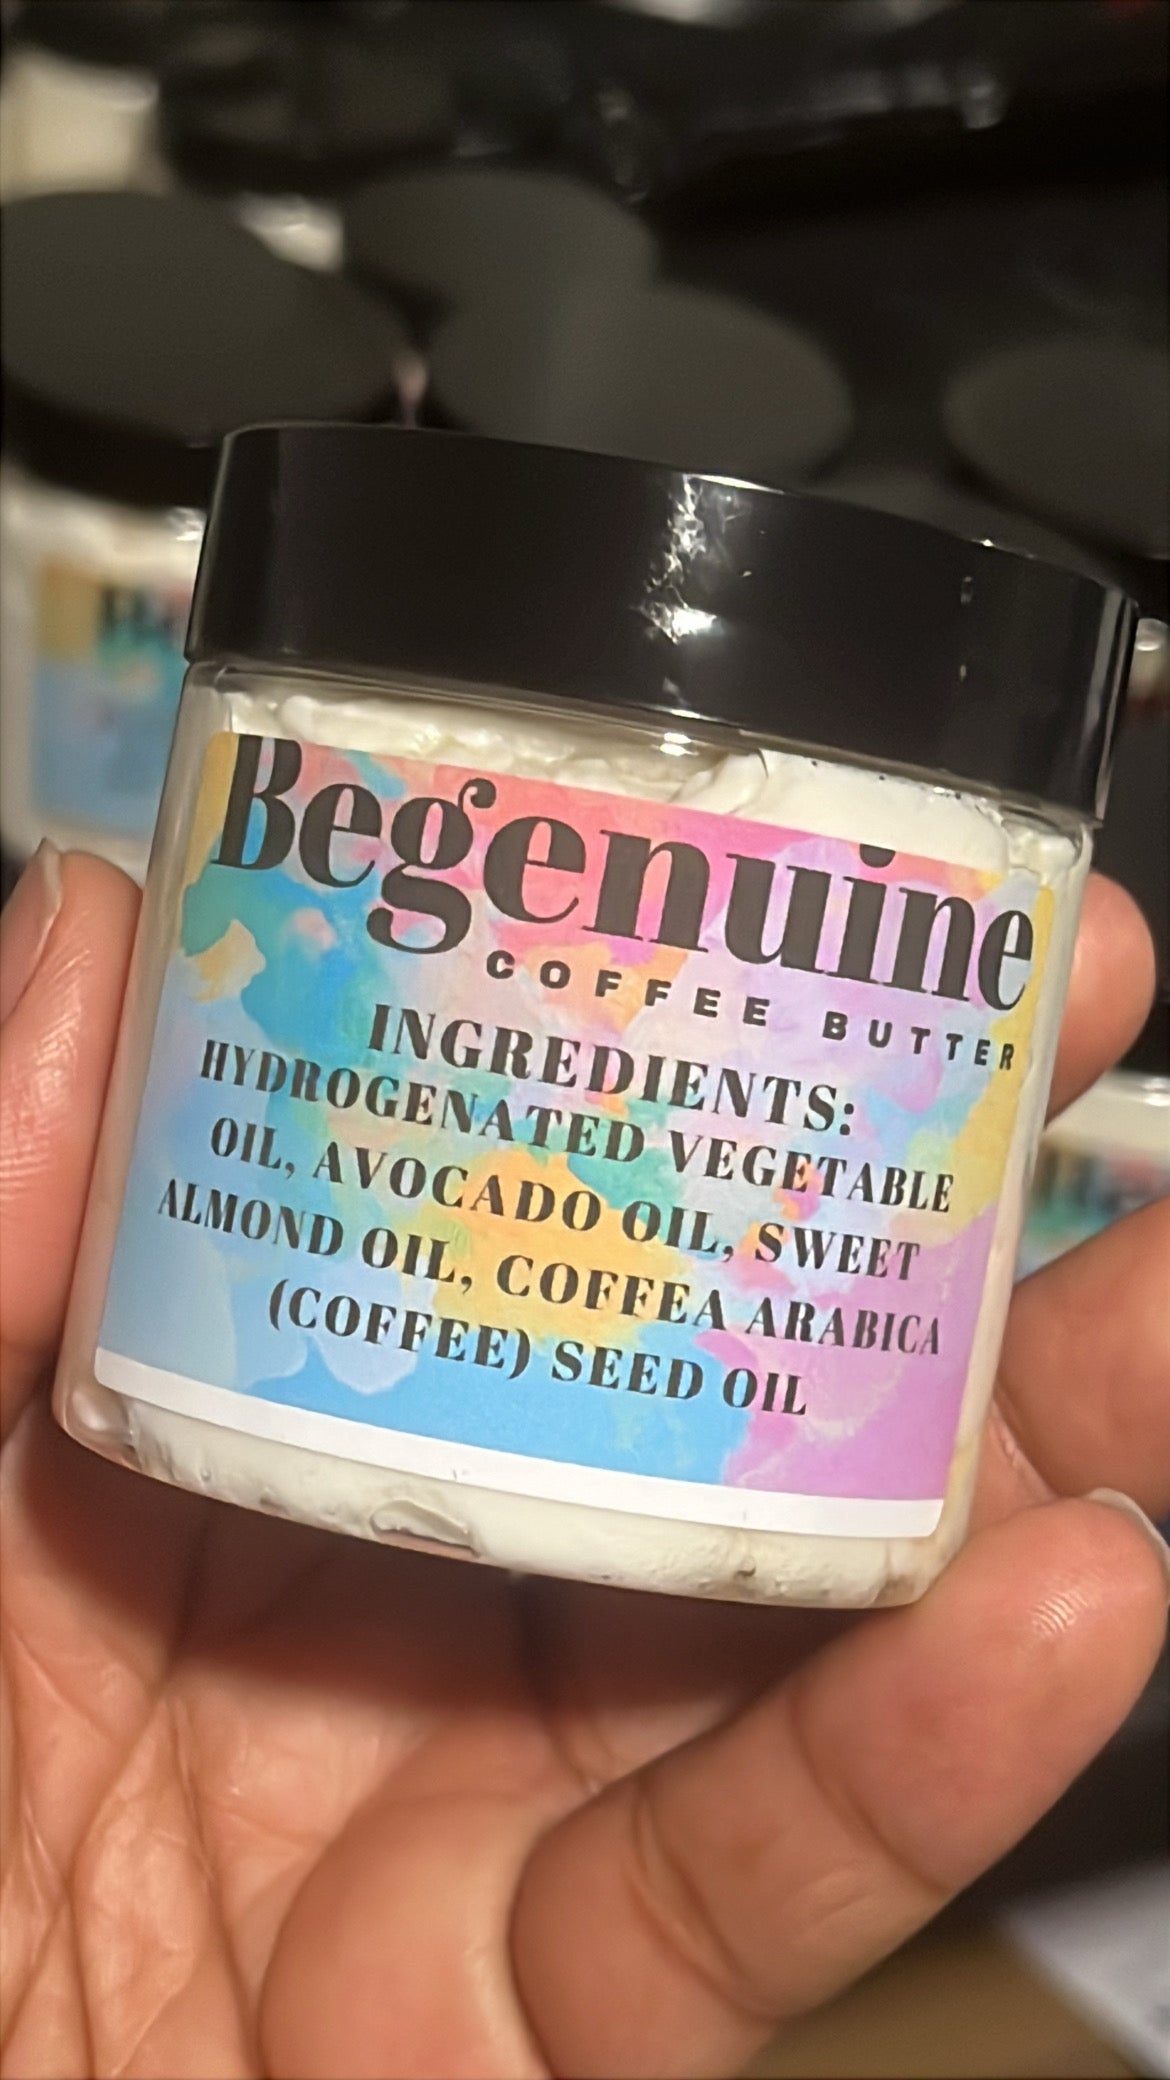 Begenuine
COFFEE BUTTER
INGREDIENTS:
HYDROGENATED VEGETABLE
OIL, AVOCADO OIL, SWEET
ALMOND OIL, COFFEA ARABICA
(COFFEE) SEED OIL